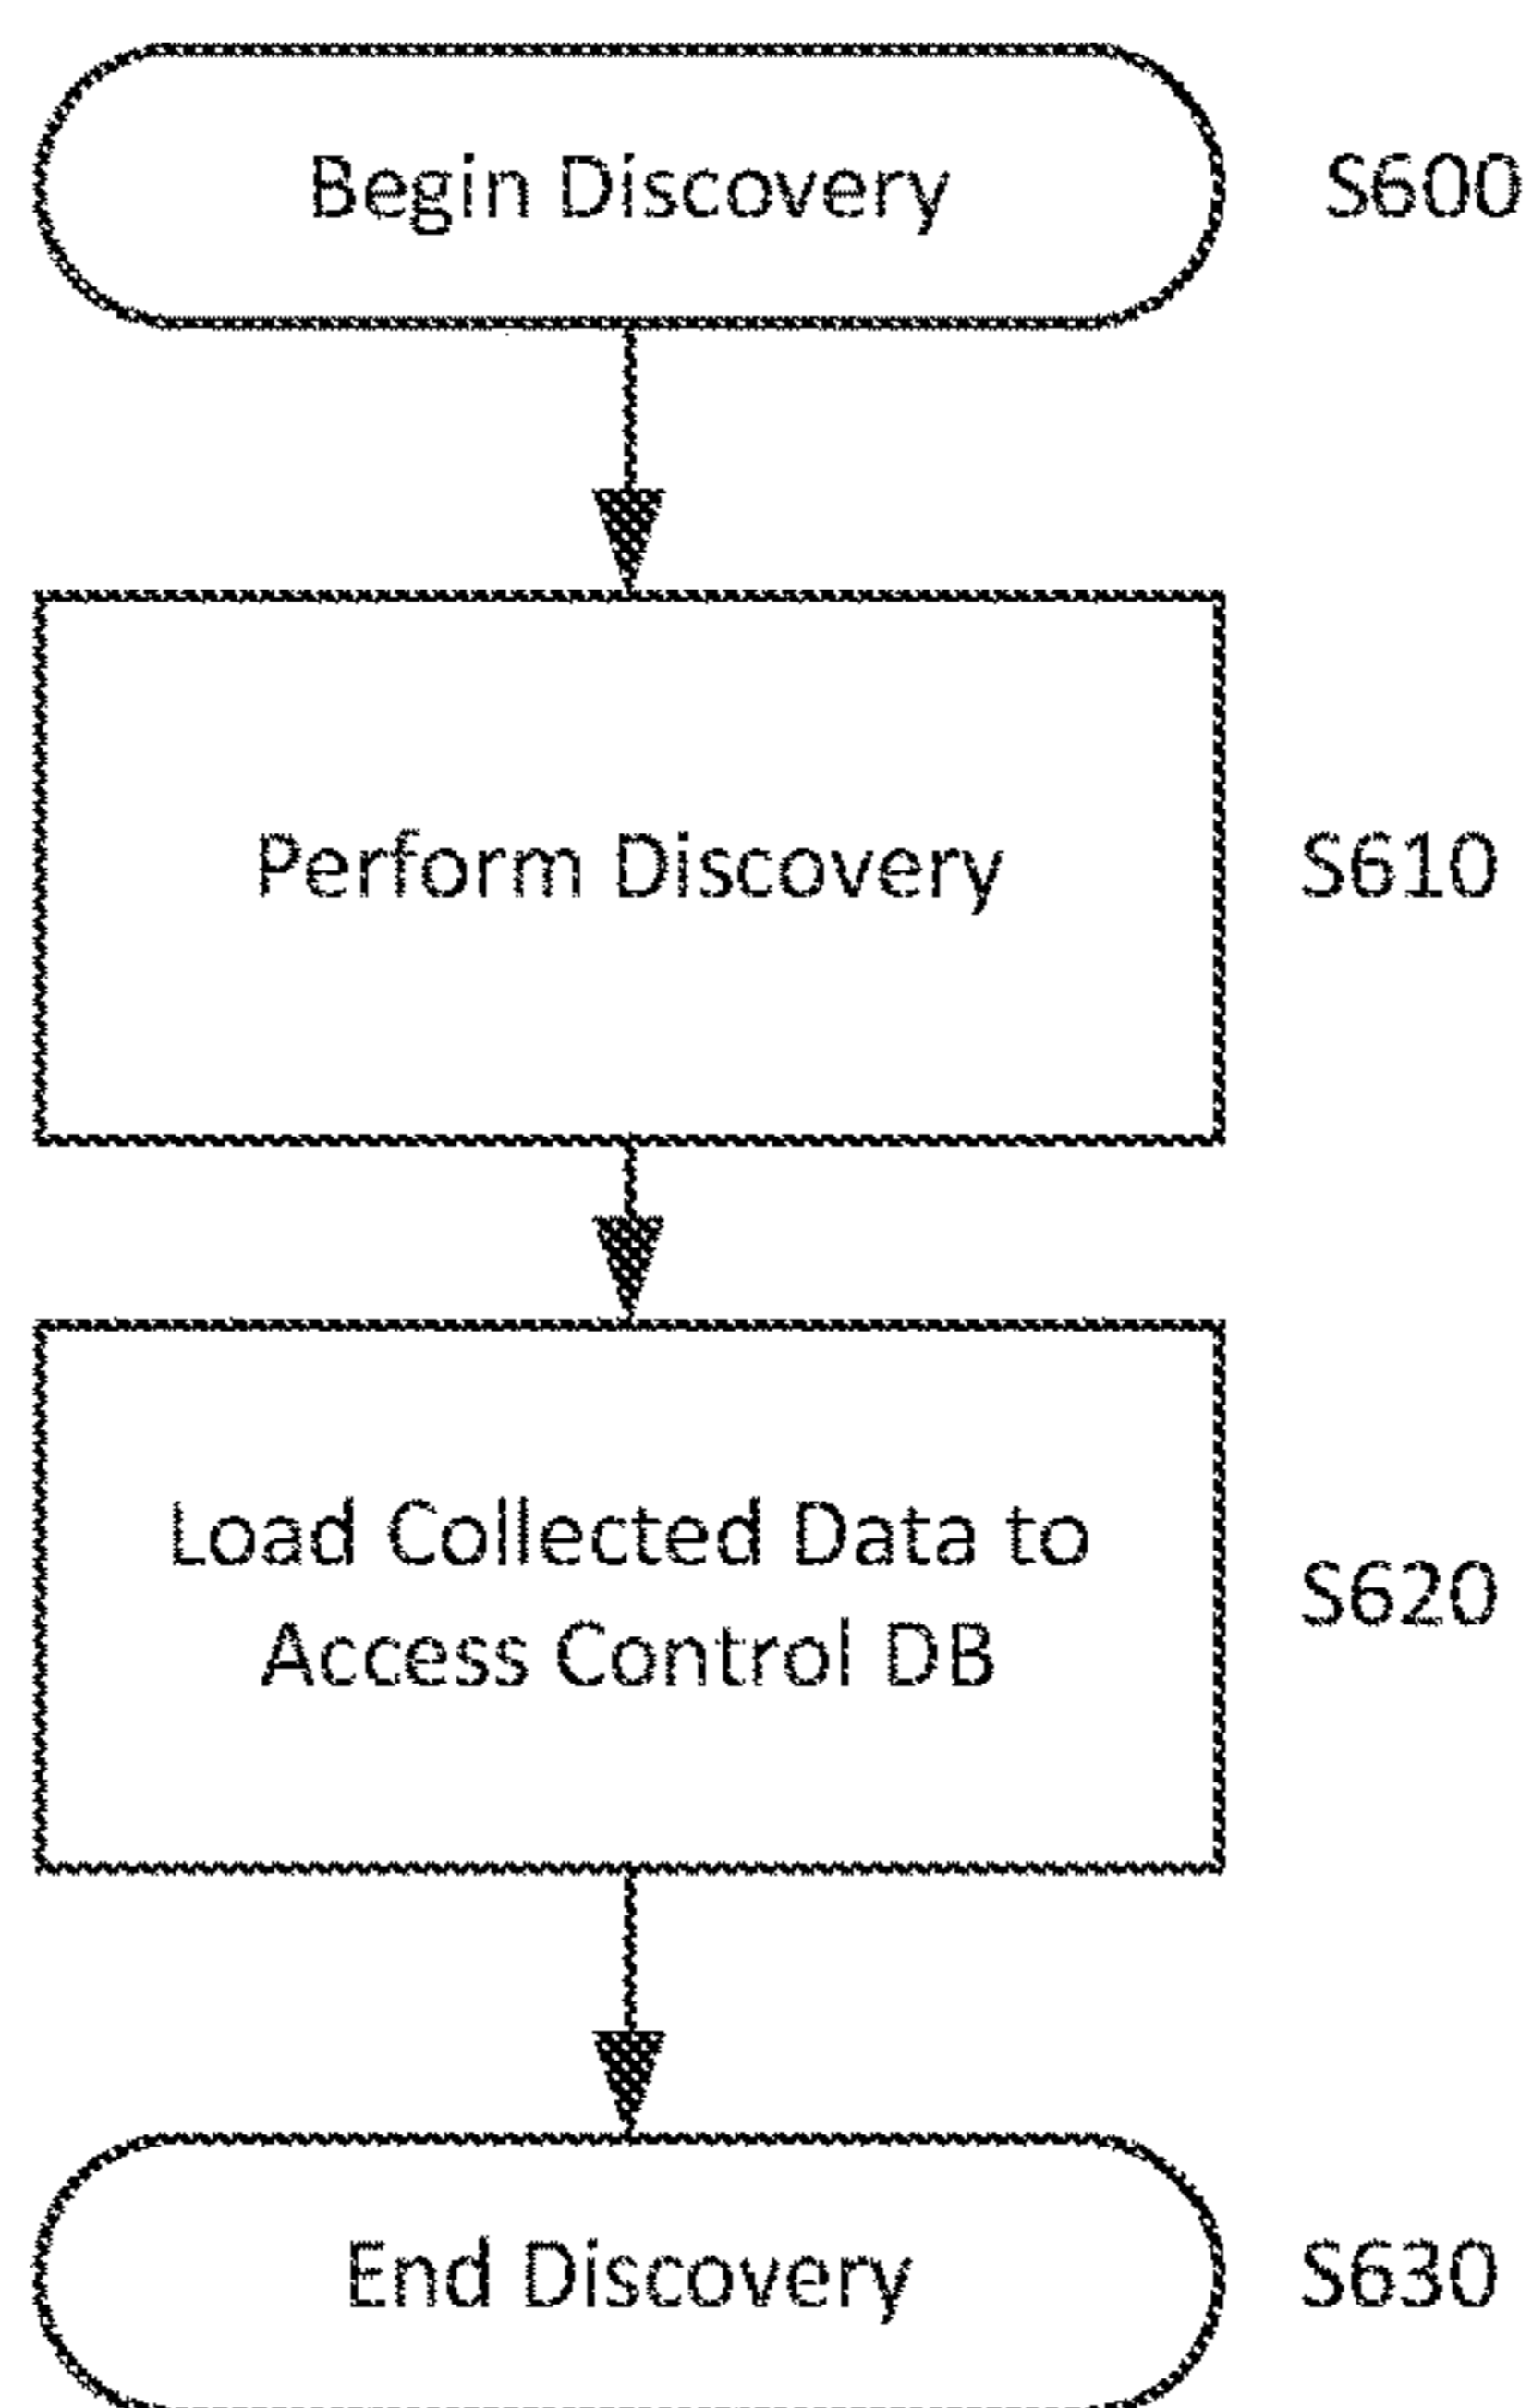 Begin Discovery
S600
Perform Discovery
S610
Load Collected Data to
Access Control DB
S620
End Discovery
S630